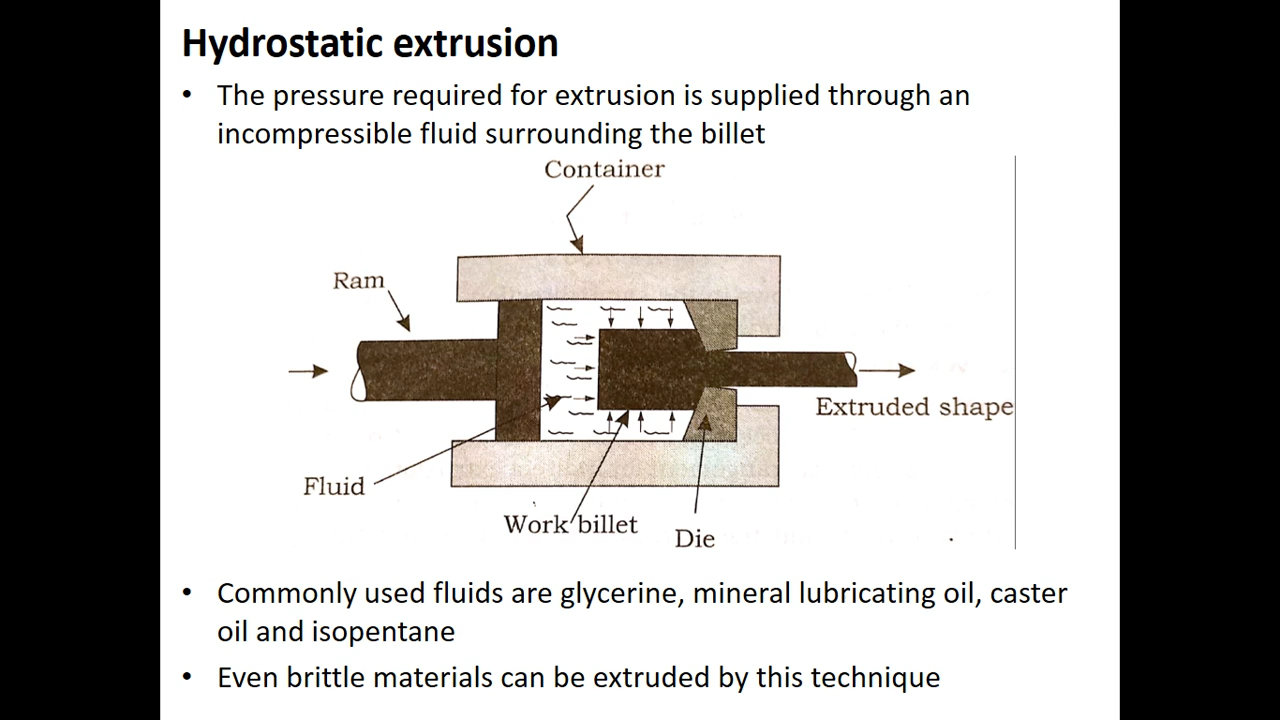 Hydrostatic extrusion
• The pressure required for extrusion is supplied through an
incompressible fluid surrounding the billet
Container
Ram
Extruded shape
Fluid
Work billet
Die
• Commonly used fluids are glycerine, mineral lubricating oil, caster
oil and isopentane
• Even brittle materials can be extruded by this technique